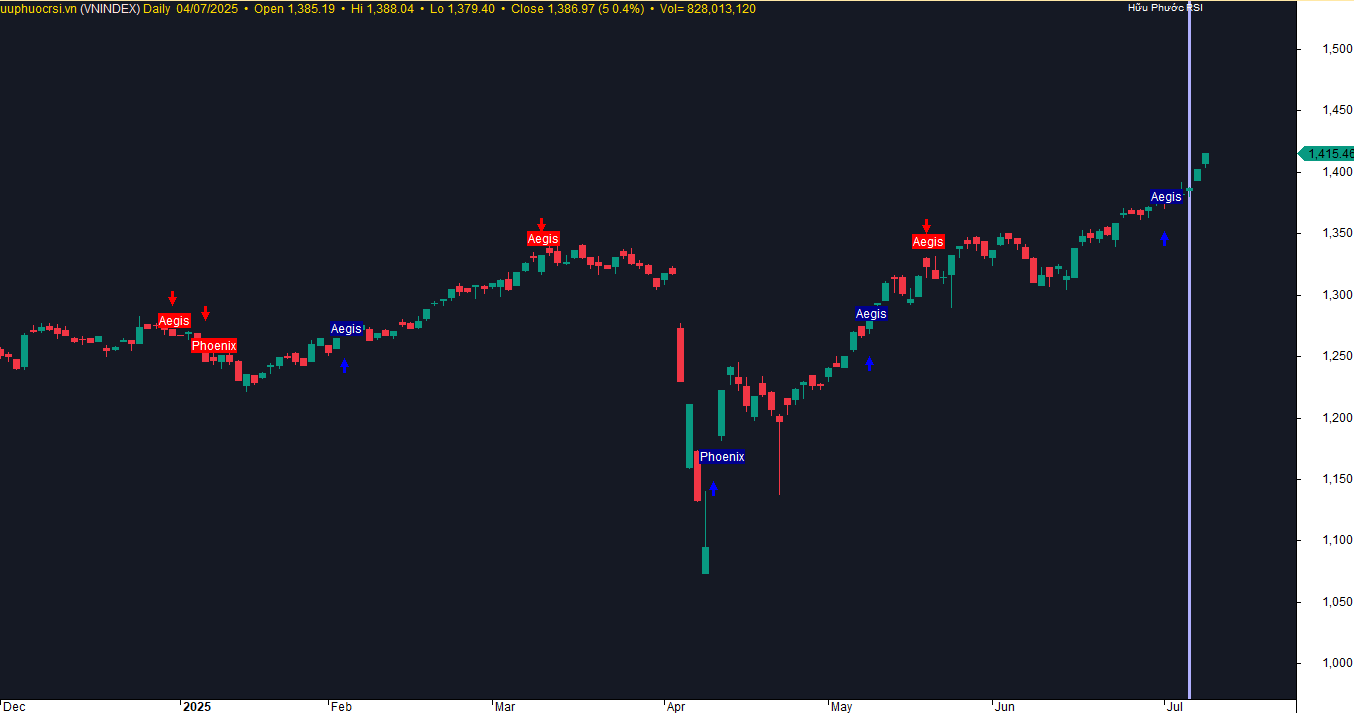 uuphuocrsi.vn (VNINDEX) Daily 04/07/2025 • Open 1,385.19 • Hi 1,388.04 • Lo 1,379.40 • Close 1,386.97 (5 0.4%) • Vol= 828,013,120
Hữu Phước RSI
1,500
1,450
1,415.46
1,400
Aegis
1,350
Aegis
Aegis
1,300
Aegis
Aegis
Aegis
Phoenix
1,250
1,200
Phoenix
1,150
1,100
1,050
1,000
Dec
2025
Feb
Mar
Apr
May
Jun
Jul